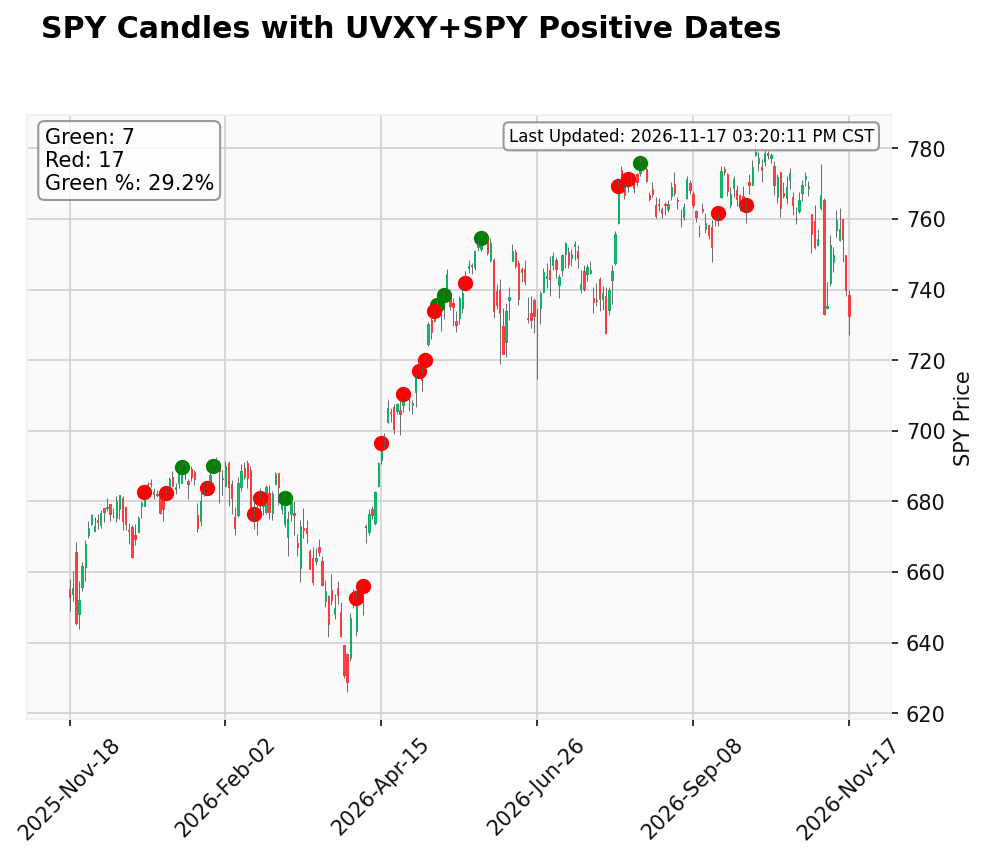 SPY Candles with UVXY+SPY Positive Dates
Green: 7
Red: 17
Green %: 29.2%
Last Updated: 2026-11-17 03:20:11 PM CST
780
760
740
720
700
680
660
640
620
SPY Price
2025-Nov-18
2026-Feb-02
2026-Apr-15
2026-Jun-26
2026-Sep-08
2026-Nov-17